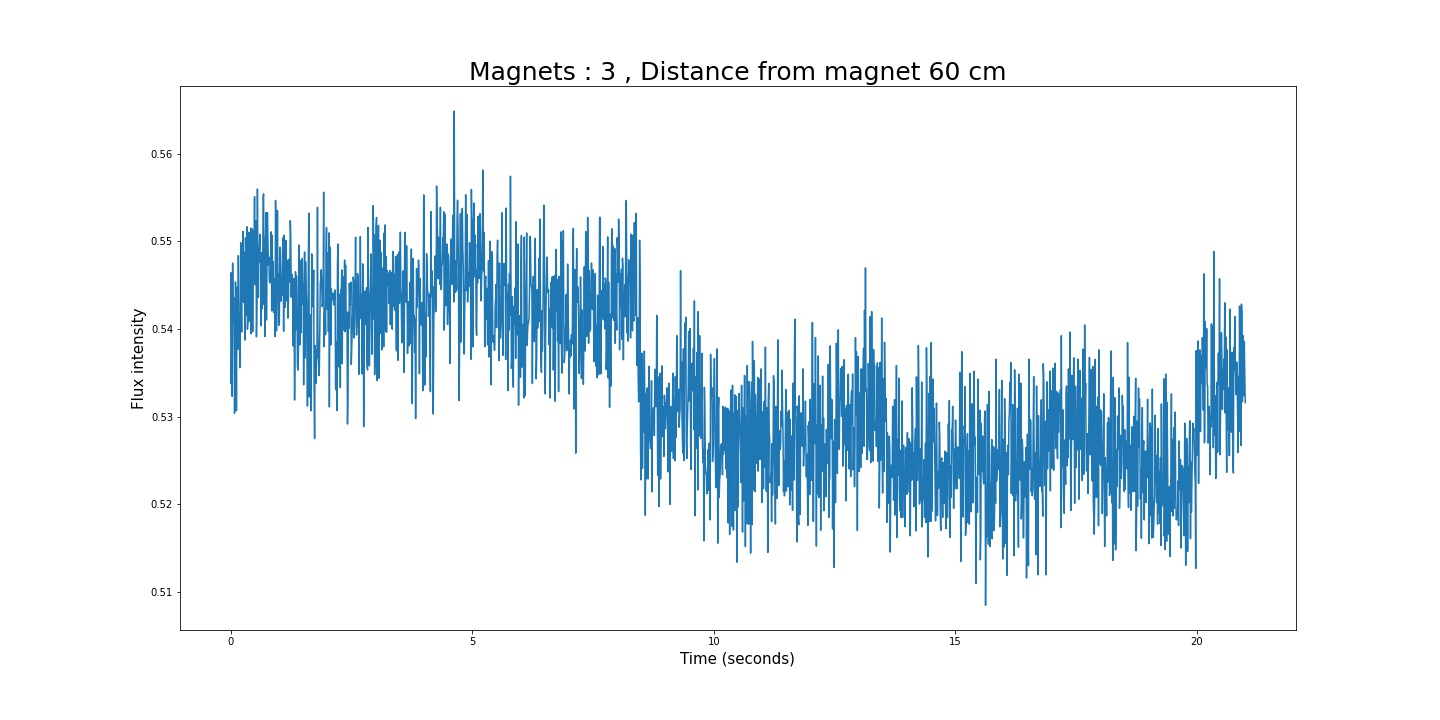 Magnets : 3 , Distance from magnet 60 cm
0.56
0.55
0.54
0.53
0.52
0.51
Flux intensity
0 5 10 15 20
Time (seconds)